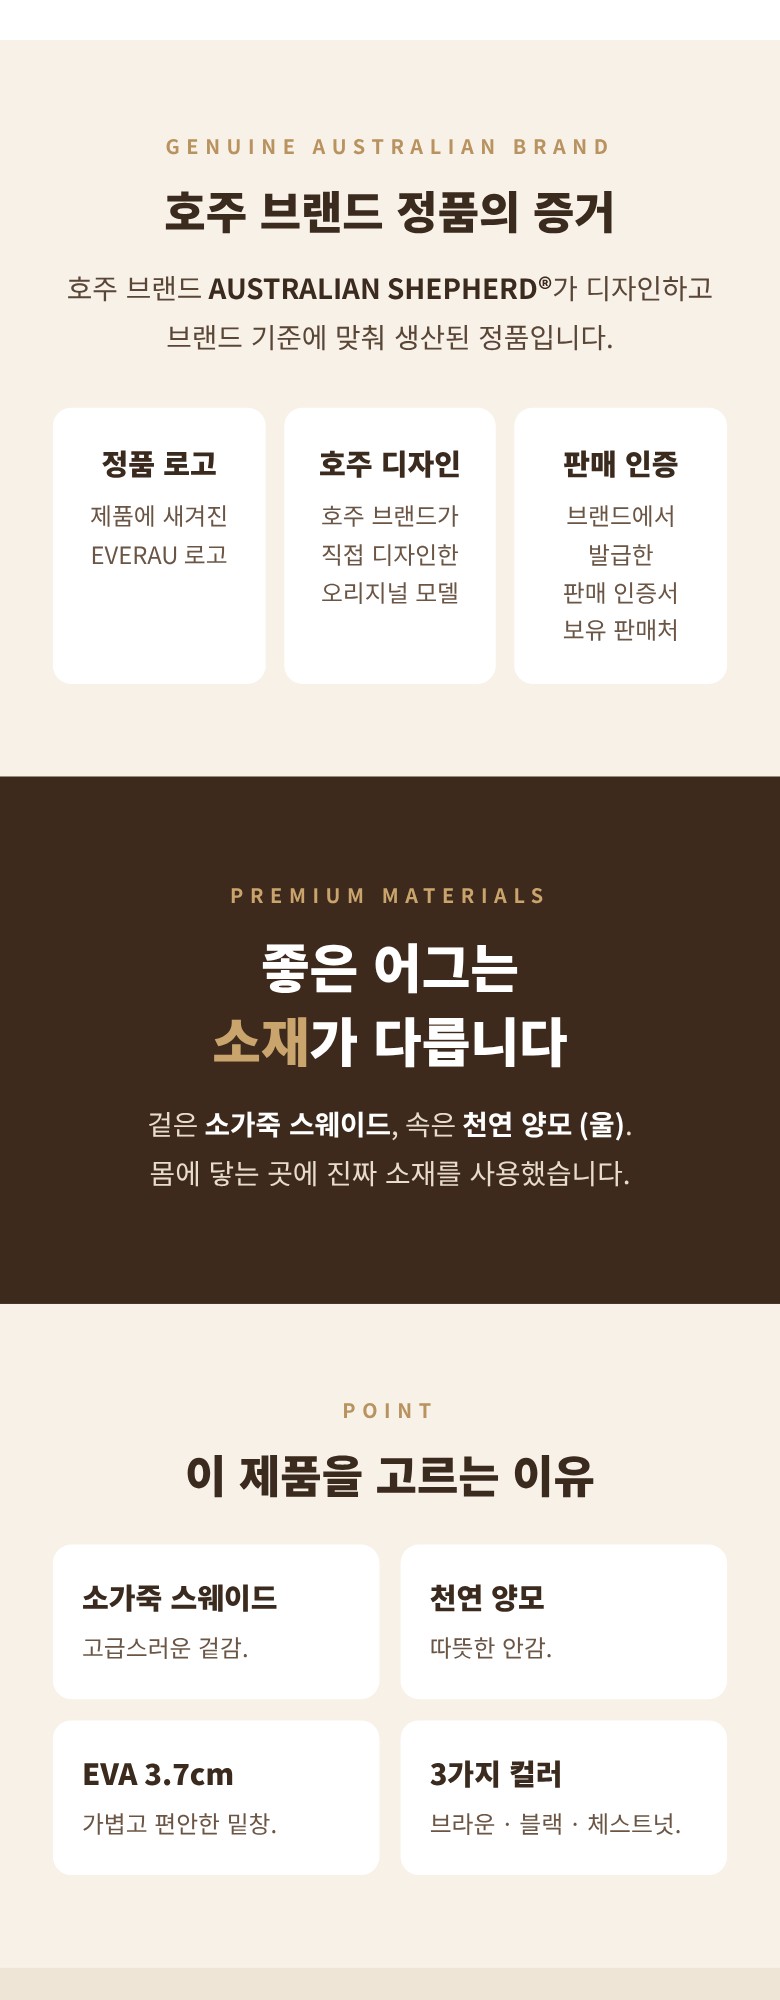 GENUINE AUSTRALIAN BRAND
호주 브랜드 정품의 증거
호주 브랜드 AUSTRALIAN SHEPHERD®가 디자인하고
브랜드 기준에 맞춰 생산된 정품입니다.
정품 로고
제품에 새겨진
EVERAU 로고
호주 디자인
호주 브랜드가
직접 디자인한
오리지널 모델
판매 인증
브랜드에서
발급한
판매 인증서
보유 판매처
PREMIUM MATERIALS
좋은 어그는
소재가 다릅니다
겉은 소가죽 스웨이드, 속은 천연 양모 (울).
몸에 닿는 곳에 진짜 소재를 사용했습니다.
POINT
이 제품을 고르는 이유
소가죽 스웨이드
고급스러운 겉감.
천연 양모
따뜻한 안감.
EVA 3.7cm
가볍고 편안한 밑창.
3가지 컬러
브라운 · 블랙 · 체스트넛.